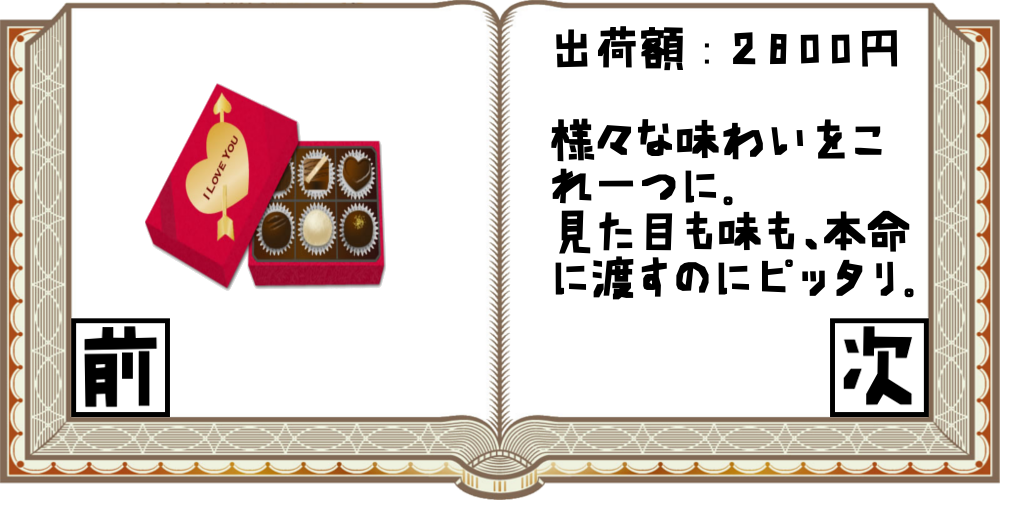 I LOVE YOU
出荷額：２８００円
様々な味わいをこ
れ一つに。
見た目も味も、本命
に渡すのにピッタリ。
前
次